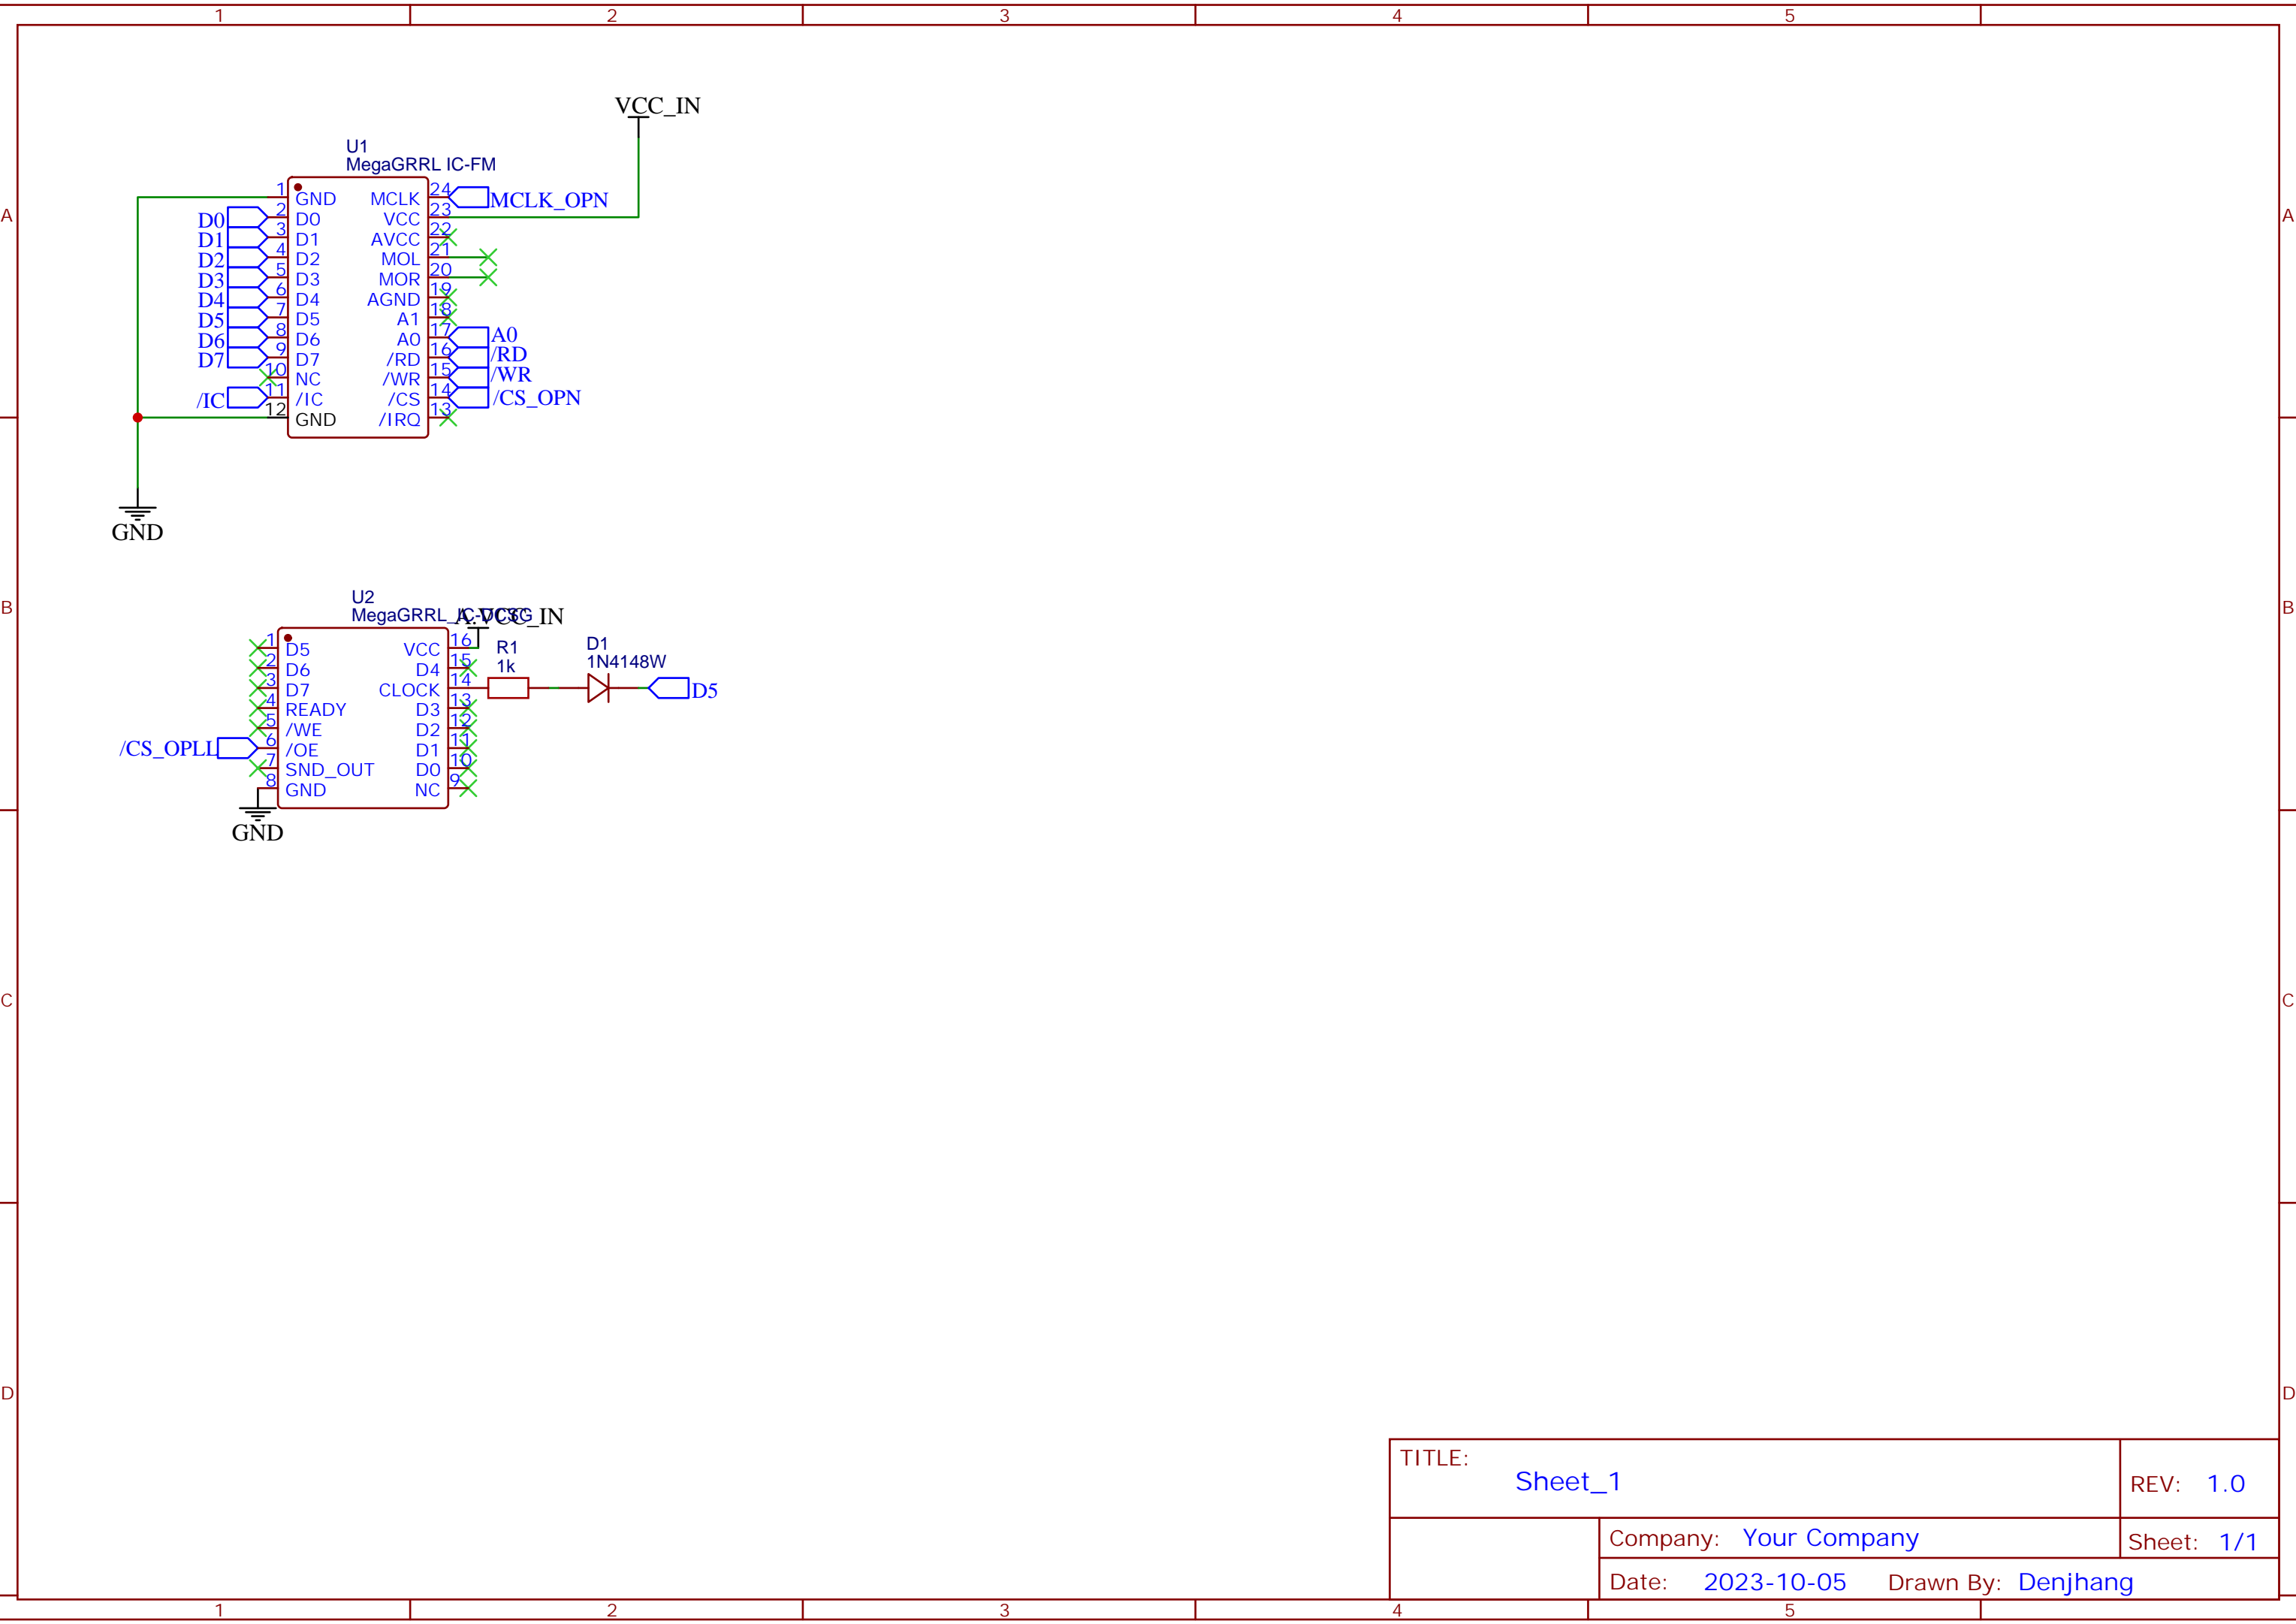 1 2 3 4 5
A A
B B
C C
D D
VCC_IN
U1
MegaGRRL IC-FM
1 GND MCLK 24 MCLK_OPN
D0 2 D0 VCC 23
D1 3 D1 AVCC 22
D2 4 D2 MOL 21
D3 5 D3 MOR 20
D4 6 D4 AGND 19
D5 7 D5 A1 18
D6 8 D6 A0 17 A0
D7 9 D7 /RD 16 /RD
10 NC /WR 15 /WR
/IC 11 /IC /CS 14 /CS_OPN
12 GND /IRQ 13
GND
U2
MegaGRRL_IC-DCSG
A.VCC_IN
1 D5 VCC 16
2 D6 D4 15
3 D7 CLOCK 14
4 READY D3 13
5 /WE D2 12
/CS_OPLL 6 /OE D1 11
7 SND_OUT D0 10
8 GND NC 9
GND
R1
1k
D1
1N4148W
D5
TITLE:
Sheet_1
REV: 1.0
Company: Your Company
Sheet: 1/1
Date: 2023-10-05 Drawn By: Denjhang
1 2 3 4 5